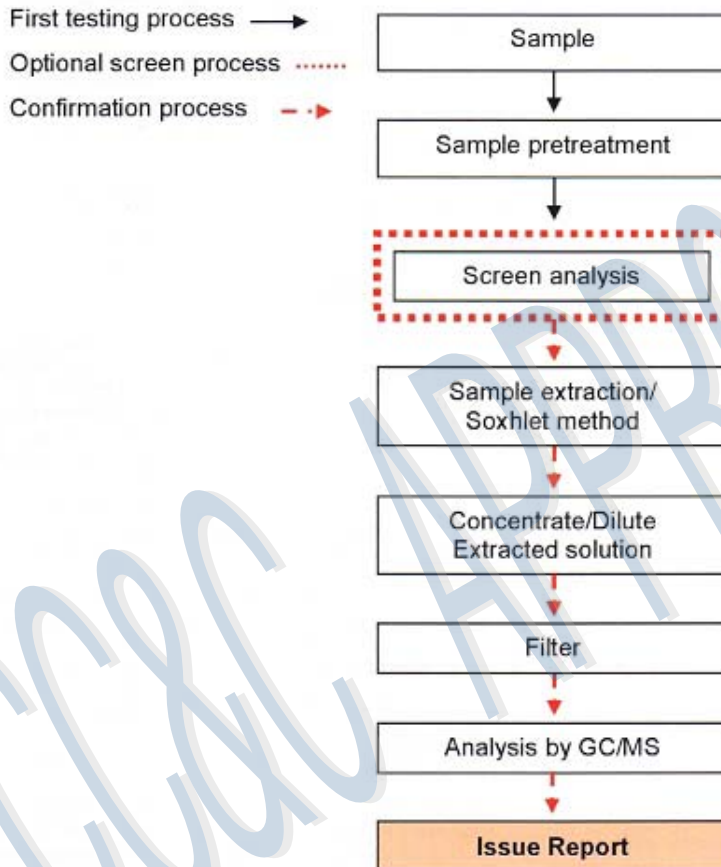 First testing process
Optional screen process
Confirmation process
Sample
Sample pretreatment
Screen analysis
Sample extraction/
Soxhlet method
Concentrate/Dilute
Extracted solution
Filter
Analysis by GC/MS
Issue Report